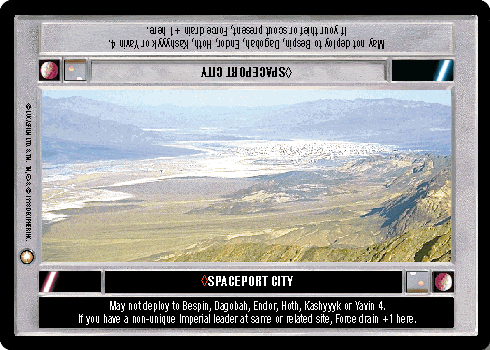 May not deploy to Bespin, Dagobah, Endor, Hoth, Kashyyyk or Yavin 4.
If your thief or scout present, Force drain + 1 here.
◊SPACEPORT CITY
◊SPACEPORT CITY
May not deploy to Bespin, Dagobah, Endor, Hoth, Kashyyyk or Yavin 4.
If you have a non-unique Imperial leader at same or related site, Force drain +1 here.